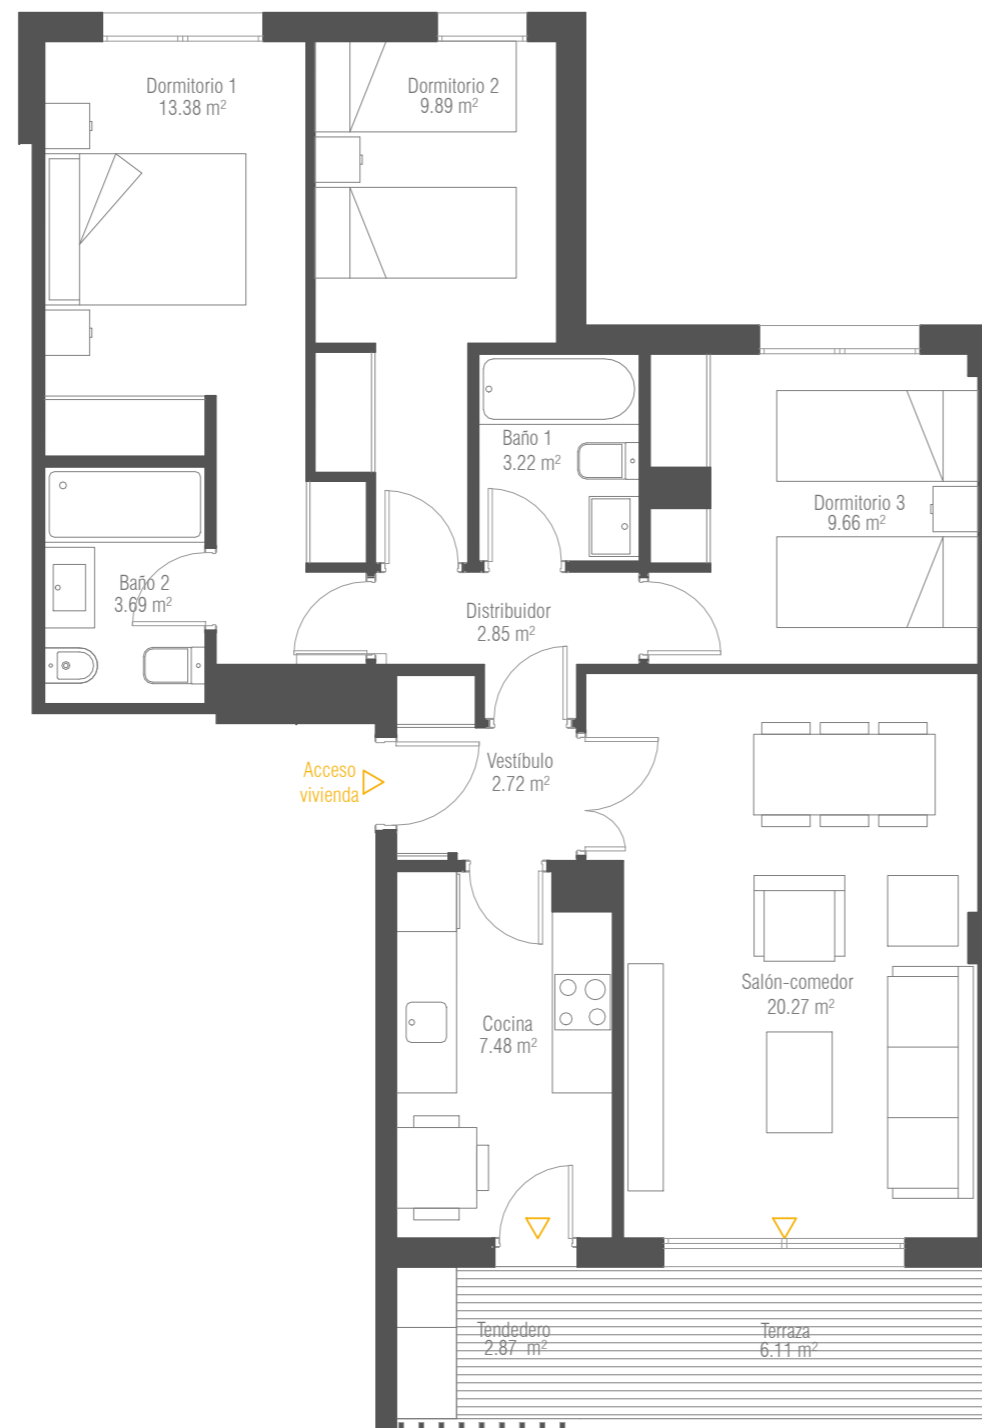 Dormitorio 1
13.38 m²
Dormitorio 2
9.89 m²
Baño 1
3.22 m²
Dormitorio 3
9.66 m²
Baño 2
3.69 m²
Distribuidor
2.85 m²
Acceso
vivienda
Vestíbulo
2.72 m²
Salón-comedor
20.27 m²
Cocina
7.48 m²
Tendedero
2.87 m²
Terraza
6.11 m²